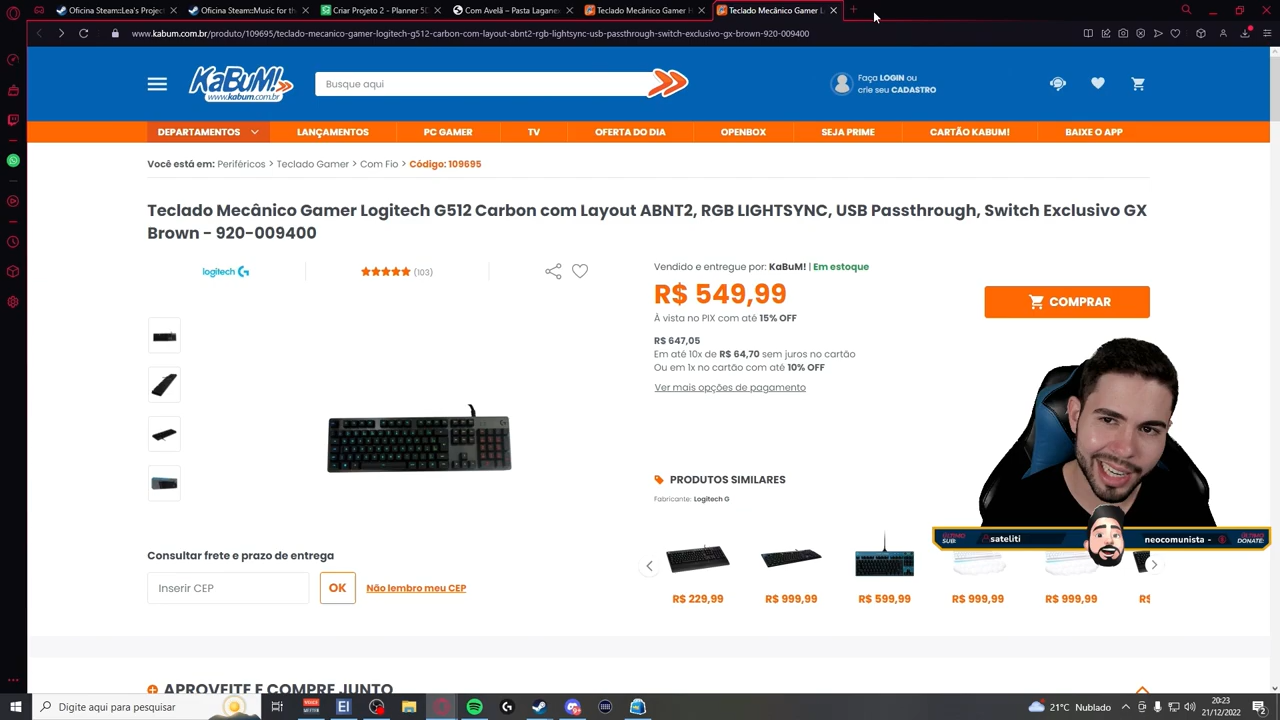 Oficina Steam::Lea's Project
Oficina Steam::Music for th
Criar Projeto 2 - Planner 5D
Com Avelã – Pasta Laganex
Teclado Mecânico Gamer H
Teclado Mecânico Gamer L
www.kabum.com.br/produto/109695/teclado-mecanico-gamer-logitech-g512-carbon-com-layout-abnt2-rgb-lightsync-usb-passthrough-switch-exclusivo-gx-brown-920-009400
KaBuM!
www.kabum.com.br
Busque aqui
Faça LOGIN ou
crie seu CADASTRO
DEPARTAMENTOS
LANÇAMENTOS
PC GAMER
TV
OFERTA DO DIA
OPENBOX
SEJA PRIME
CARTÃO KABUM!
BAIXE O APP
Você está em: Periféricos > Teclado Gamer > Com Fio > Código: 109695
Teclado Mecânico Gamer Logitech G512 Carbon com Layout ABNT2, RGB LIGHTSYNC, USB Passthrough, Switch Exclusivo GX
Brown - 920-009400
logitech G
(103)
Vendido e entregue por: KaBuM! | Em estoque
R$ 549,99
À vista no PIX com até 15% OFF
COMPRAR
R$ 647,05
Em até 10x de R$ 64,70 sem juros no cartão
Ou em 1x no cartão com até 10% OFF
Ver mais opções de pagamento
PRODUTOS SIMILARES
Fabricante: Logitech G
ÚLTIMO
SUB:
sateliti
neocomunista -
ÚLTIMO
DONATE:
Consultar frete e prazo de entrega
Inserir CEP
OK
Não lembro meu CEP
R$ 229,99
R$ 999,99
R$ 599,99
R$ 999,99
R$ 999,99
R$
APROVEITE E COMPRE JUNTO
Digite aqui para pesquisar
EI
21°C Nublado
20:23
21/12/2022